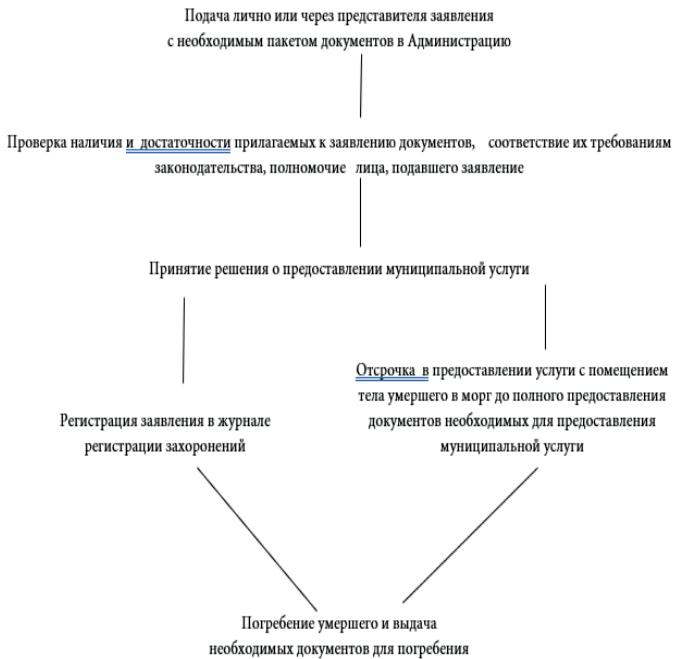 Подача лично или через представителя заявления
с необходимым пакетом документов в Администрацию
Проверка наличия и достаточности прилагаемых к заявлению документов, соответствие их требованиям
законодательства, полномочие лица, подавшего заявление
Принятие решения о предоставлении муниципальной услуги
Отсрочка в предоставлении услуги с помещением
тела умершего в морг до полного предоставления
документов необходимых для предоставления
муниципальной услуги
Регистрация заявления в журнале
регистрации захоронений
Погребение умершего и выдача
необходимых документов для погребения